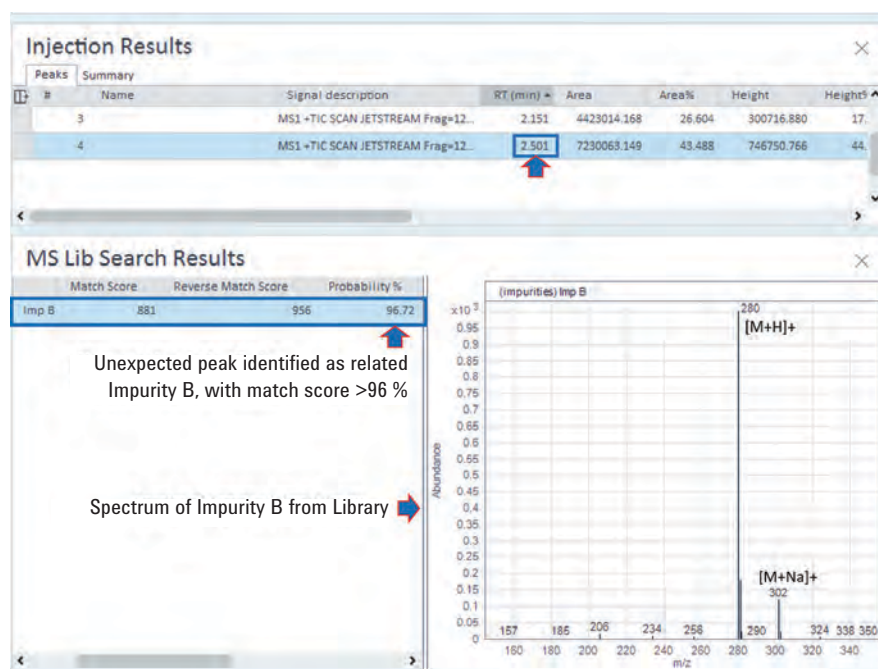 Injection Results
Peaks Summary
# Name Signal description RT (min) Area Area% Height Height%
3 MS1 +TIC SCAN JETSTREAM Frag=12... 2.151 4423014.168 26.604 300716.880 17.
4 MS1 +TIC SCAN JETSTREAM Frag=12... 2.501 7230063.149 43.488 746750.766 44.
MS Lib Search Results
Match Score Reverse Match Score Probability %
Imp B 881 956 96.72
Unexpected peak identified as related
Impurity B, with match score >96 %
Spectrum of Impurity B from Library
(impurities) Imp B
x10 3
0.95
0.9
0.85
0.8
0.75
0.7
0.65
0.6
0.55
0.5
0.45
0.4
0.35
0.3
0.25
0.2
0.15
0.1
0.05
0
Abundance
280
[M+H]+
[M+Na]+
302
157 185 206 234 256 290 324 338 350
160 180 200 220 240 260 280 300 320 340
m/z